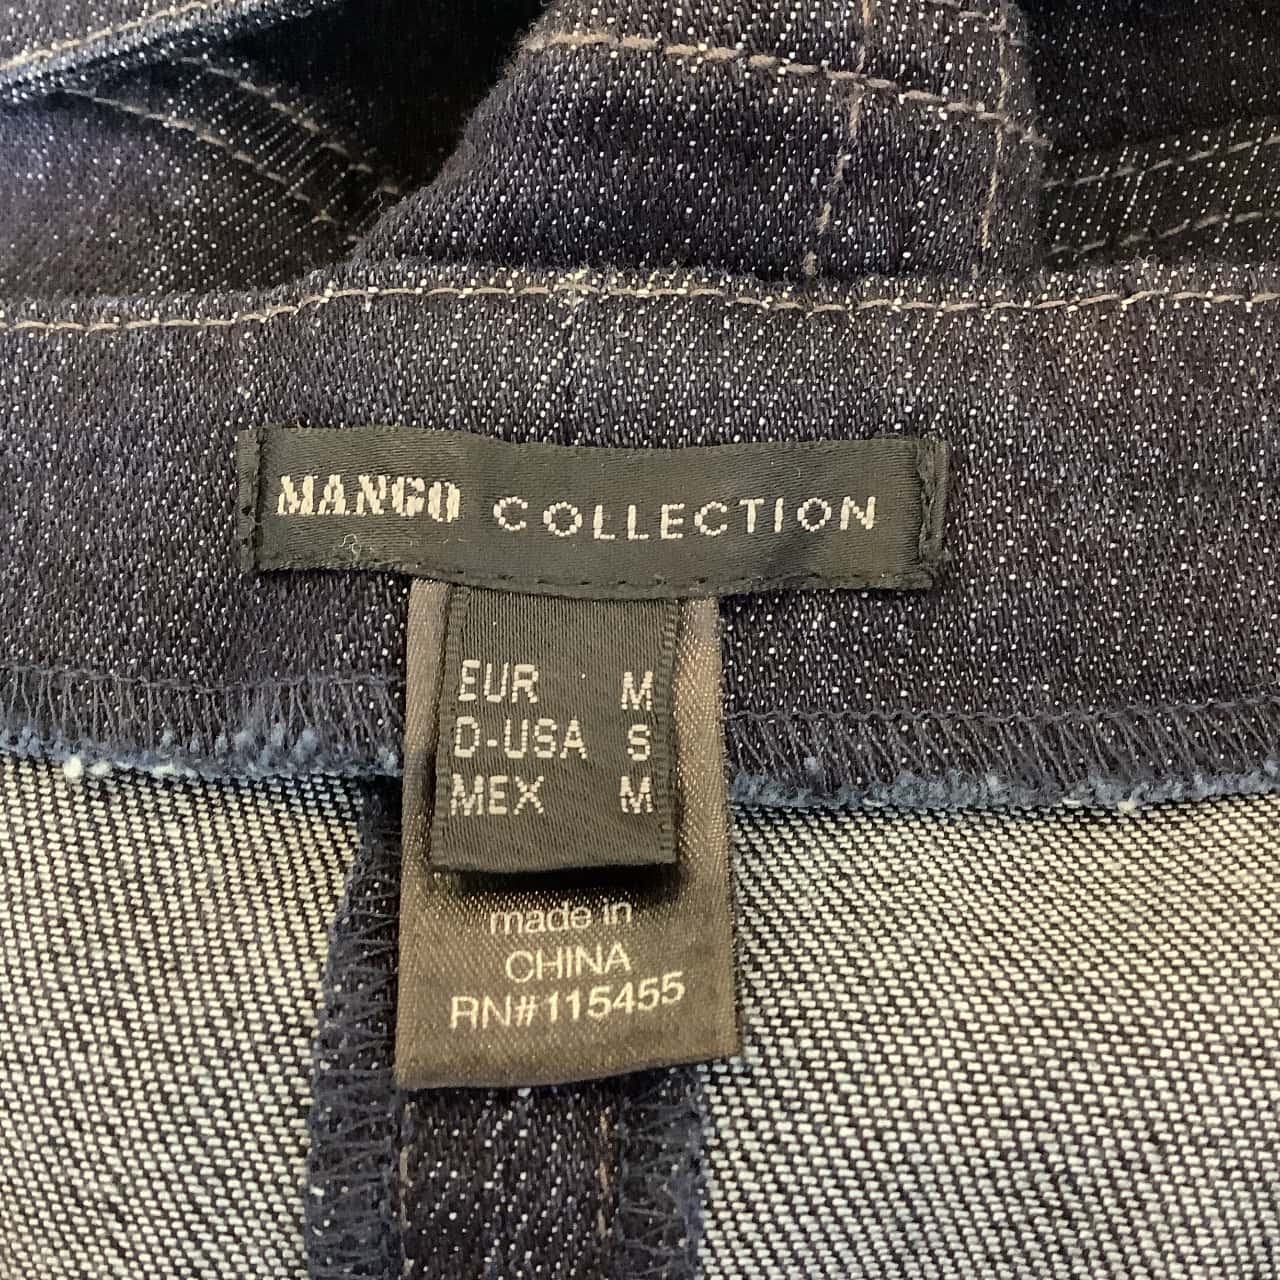 MANGO COLLECTION
EUR M
D-USA S
MEX M
made in
CHINA
RN#115455